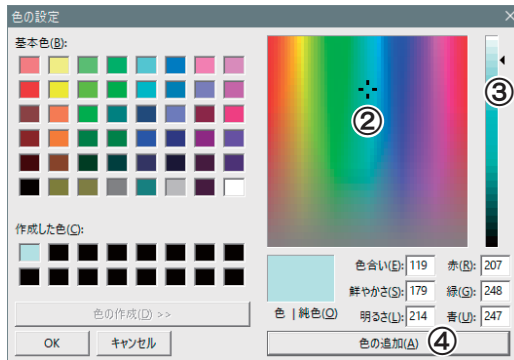 色の設定
基本色(B):
作成した色(C):
色の作成(D) >>
OK
キャンセル
②
③
色 | 純色(O)
色合い(E): 119
赤(R): 207
鮮やかさ(S): 179
緑(G): 248
明るさ(L): 214
青(U): 247
色の追加(A) ④